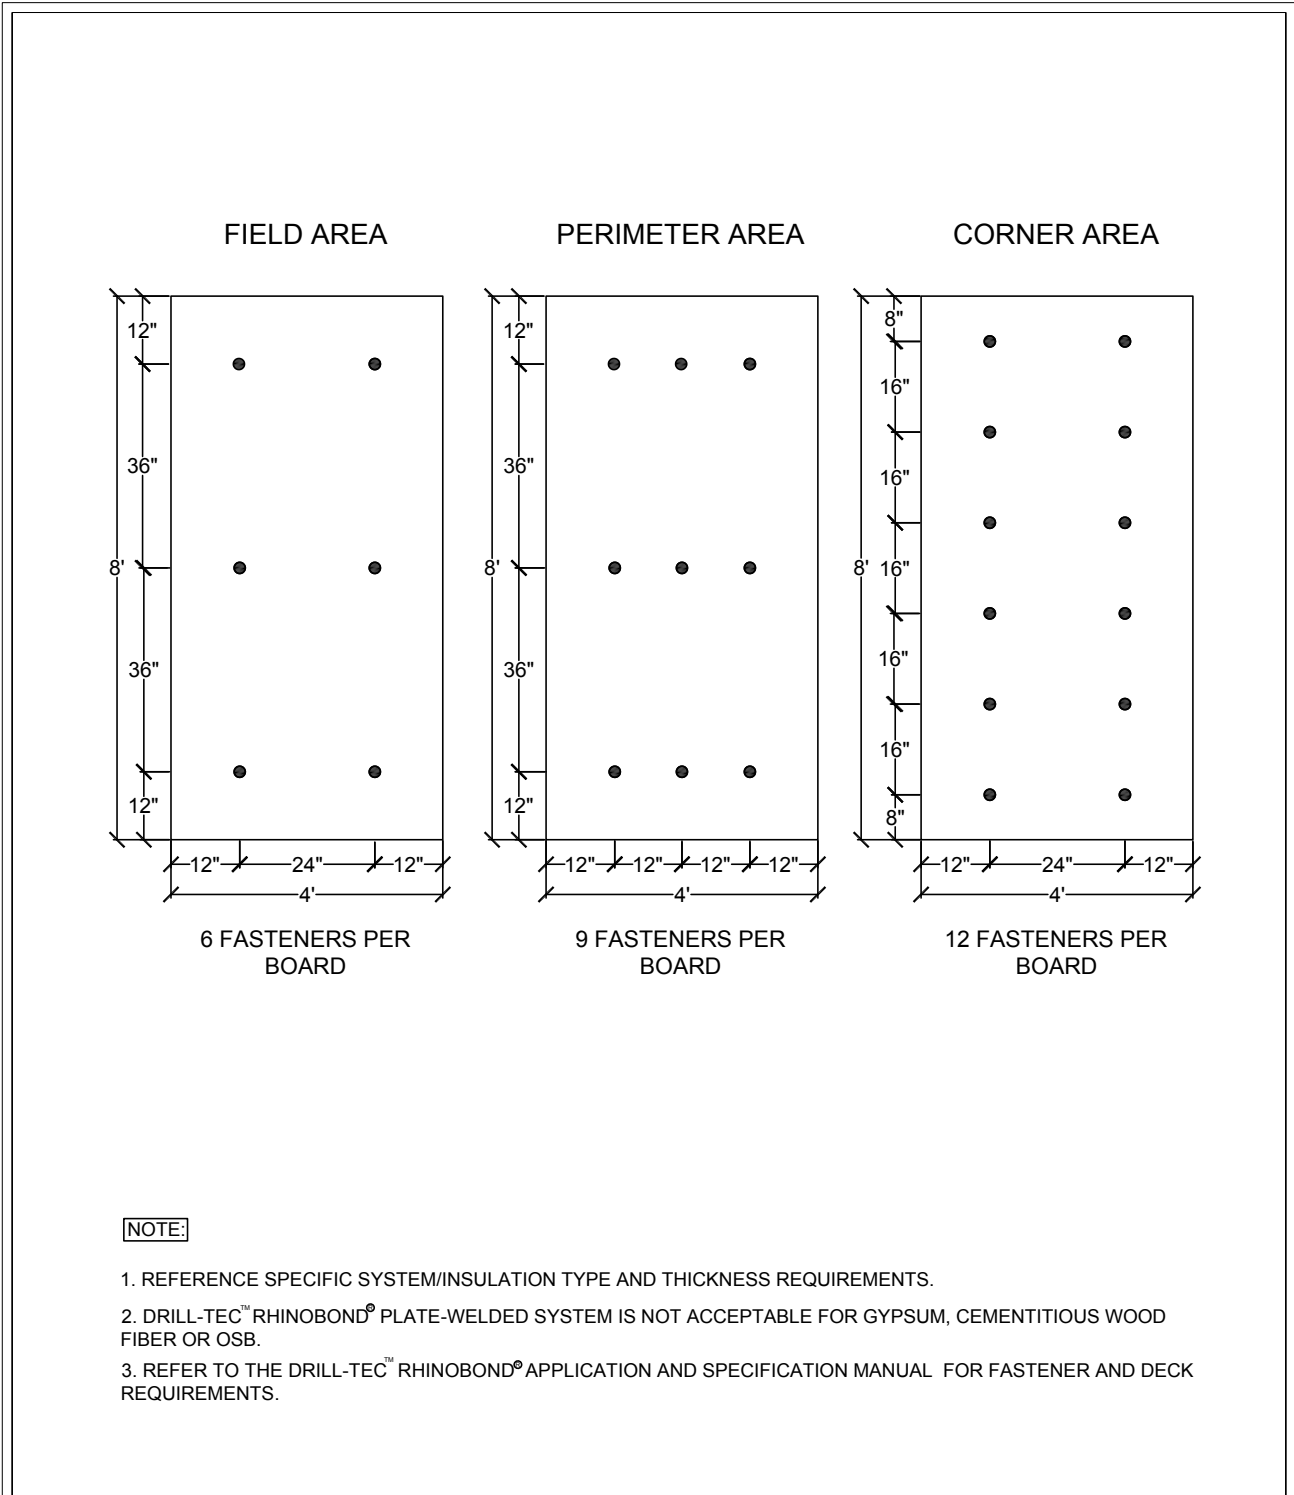 FIELD AREA
PERIMETER AREA
CORNER AREA
12"
36"
8'
36"
12"
12"
24"
12"
4'
12"
36"
8'
36"
12"
12"
12"
12"
12"
4'
8"
16"
16"
8'
16"
16"
16"
8"
12"
24"
12"
4'
6 FASTENERS PER
BOARD
9 FASTENERS PER
BOARD
12 FASTENERS PER
BOARD
NOTE:
1. REFERENCE SPECIFIC SYSTEM/INSULATION TYPE AND THICKNESS REQUIREMENTS.
2. DRILL-TEC™ RHINOBOND® PLATE-WELDED SYSTEM IS NOT ACCEPTABLE FOR GYPSUM, CEMENTITIOUS WOOD
FIBER OR OSB.
3. REFER TO THE DRILL-TEC™ RHINOBOND® APPLICATION AND SPECIFICATION MANUAL FOR FASTENER AND DECK
REQUIREMENTS.